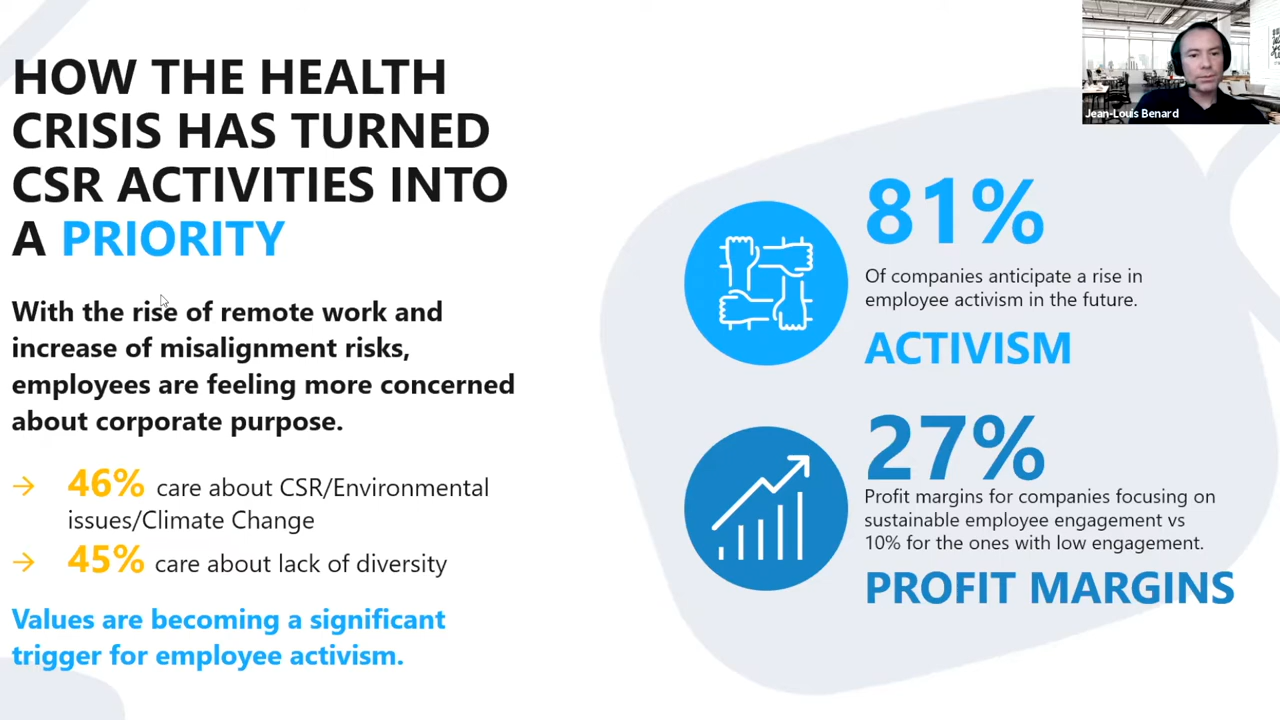 HOW THE HEALTH
CRISIS HAS TURNED
CSR ACTIVITIES INTO
A PRIORITY
With the rise of remote work and
increase of misalignment risks,
employees are feeling more concerned
about corporate purpose.
→ 46% care about CSR/Environmental
issues/Climate Change
→ 45% care about lack of diversity
Values are becoming a significant
trigger for employee activism.
Jean-Louis Benard
81%
Of companies anticipate a rise in
employee activism in the future.
ACTIVISM
27%
Profit margins for companies focusing on
sustainable employee engagement vs
10% for the ones with low engagement.
PROFIT MARGINS